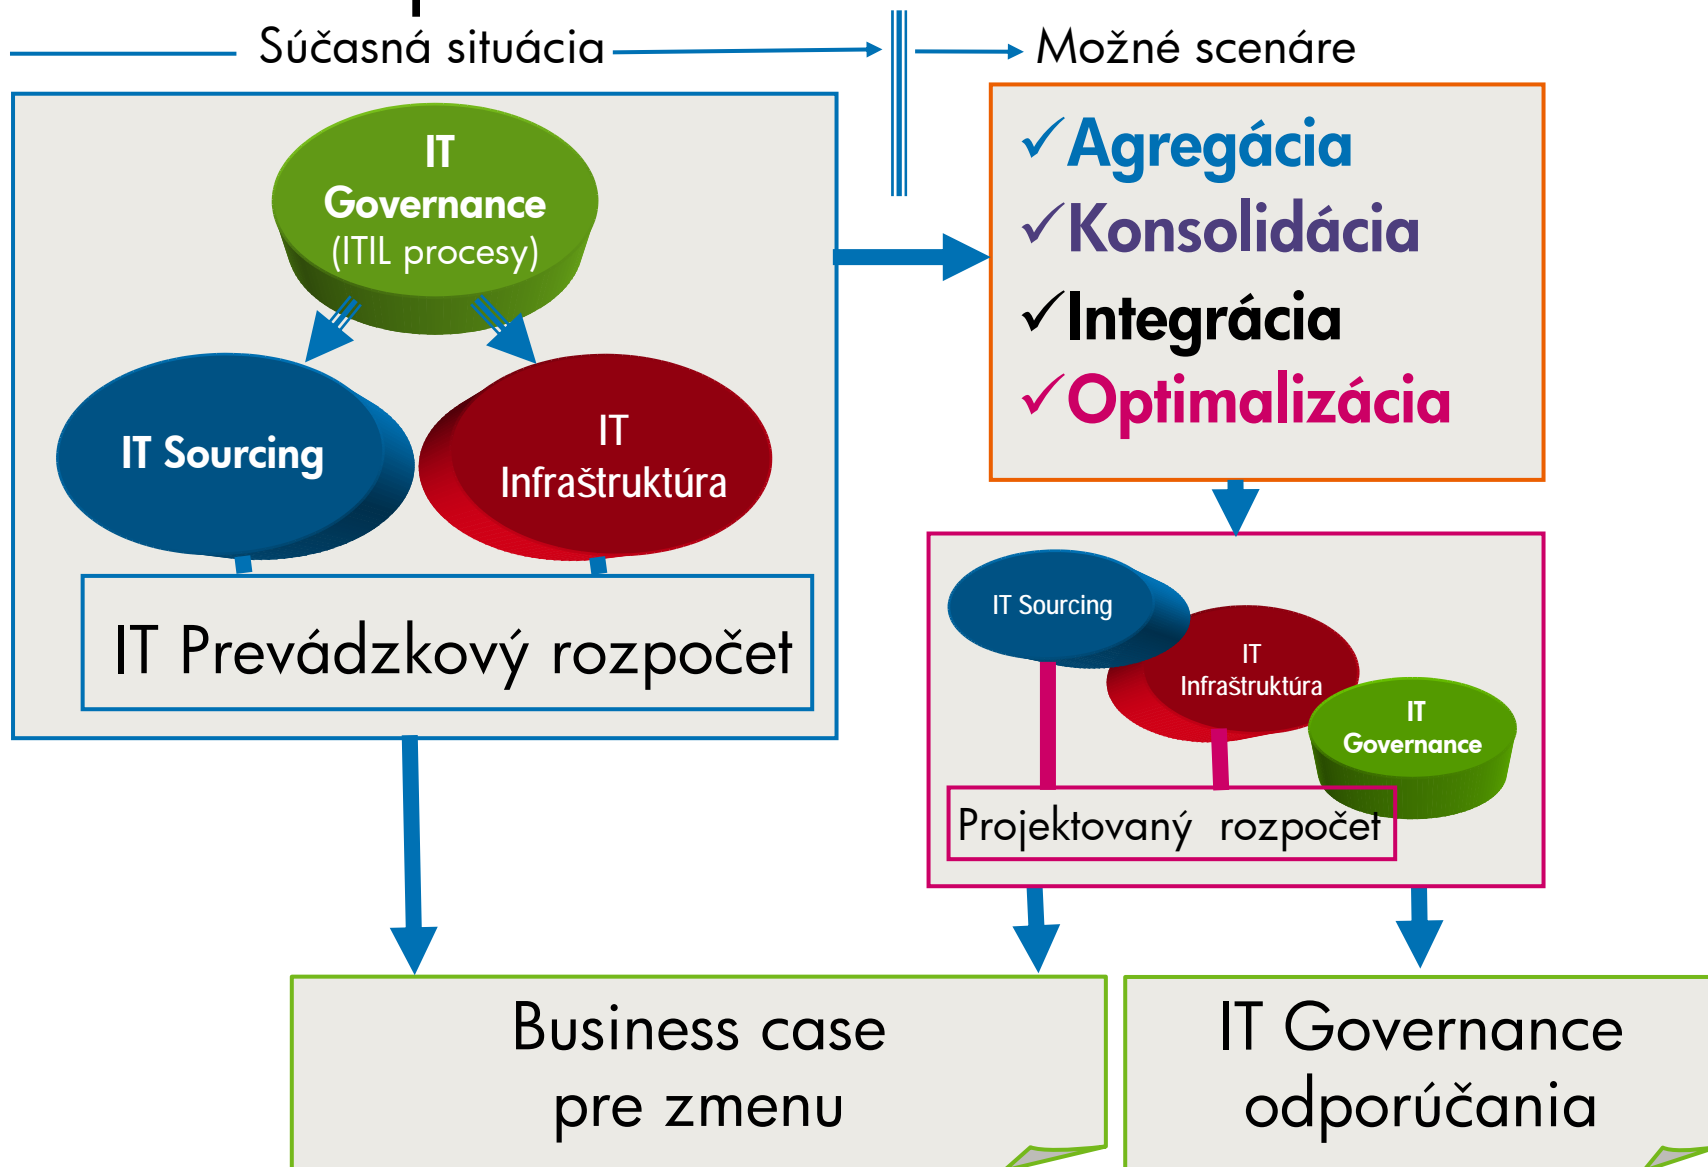 Súčasná situácia
Možné scenáre
IT
Governance
(ITIL procesy)
IT Sourcing
IT
Infraštruktúra
IT Prevádzkový rozpočet
✓Agregácia
✓Konsolidácia
✓Integrácia
✓Optimalizácia
IT Sourcing
IT
Infraštruktúra
IT
Governance
Projektovaný rozpočet
Business case
pre zmenu
IT Governance
odporúčania